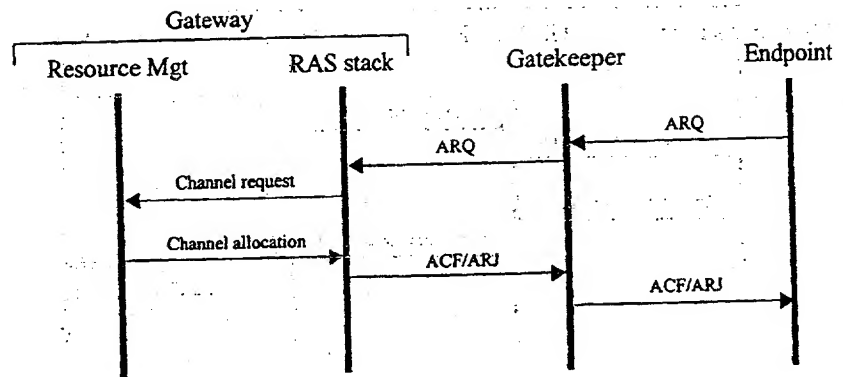 Gateway
Resource Mgt
RAS stack
Gatekeeper
Endpoint
ARQ
ARQ
Channel request
Channel allocation
ACF/ARJ
ACF/ARJ